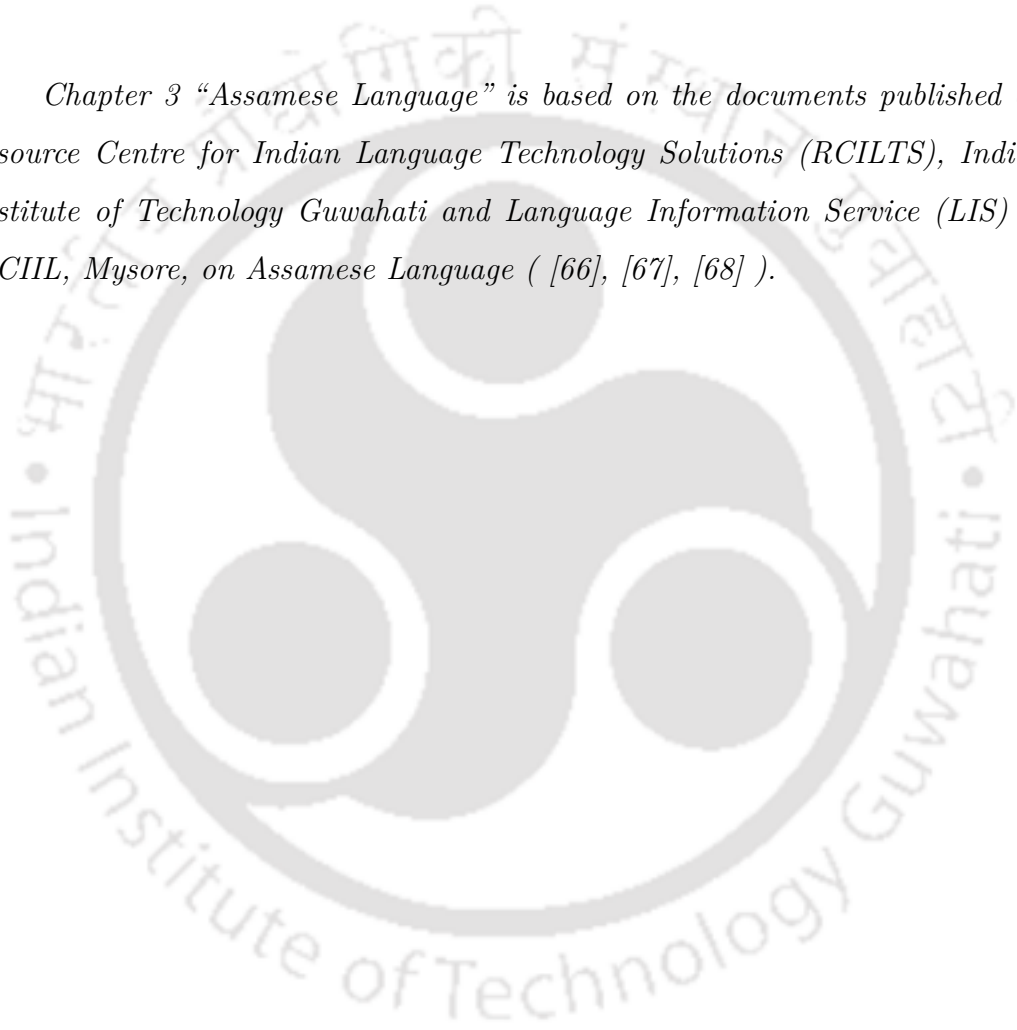 Chapter 3 “Assamese Language” is based on the documents published
source Centre for Indian Language Technology Solutions (RCILTS), Indi
stitute of Technology Guwahati and Language Information Service (LIS)
CIIL, Mysore, on Assamese Language ( [66], [67], [68] ).
भारतीय प्रौद्योगिकी संस्थान गुवाहाटी
Indian Institute of Technology Guwahati